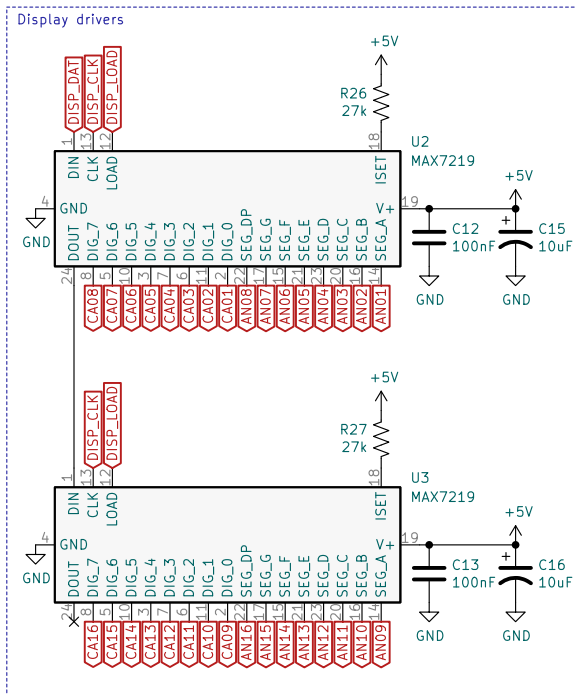 Display drivers
DISP_DAT
DISP_CLK
DISP_LOAD
+5V
R26
27k
1
13
12
18
U2
MAX7219
DIN
CLK
LOAD
ISET
4
GND
V+
19
+5V
GND
C12
100nF
C15
10uF
DOUT
DIG_7
DIG_6
DIG_5
DIG_4
DIG_3
DIG_2
DIG_1
DIG_0
SEG_DP
SEG_G
SEG_F
SEG_E
SEG_D
SEG_C
SEG_B
SEG_A
24
8
5
10
3
7
6
11
2
22
17
15
21
23
20
16
14
GND
GND
CA08
CA07
CA06
CA05
CA04
CA03
CA02
CA01
AN08
AN07
AN06
AN05
AN04
AN03
AN02
AN01
DISP_CLK
DISP_LOAD
+5V
R27
27k
1
13
12
18
U3
MAX7219
DIN
CLK
LOAD
ISET
4
GND
V+
19
+5V
GND
C13
100nF
C16
10uF
DOUT
DIG_7
DIG_6
DIG_5
DIG_4
DIG_3
DIG_2
DIG_1
DIG_0
SEG_DP
SEG_G
SEG_F
SEG_E
SEG_D
SEG_C
SEG_B
SEG_A
24
8
5
10
3
7
6
11
2
22
17
15
21
23
20
16
14
GND
GND
CA16
CA15
CA14
CA13
CA12
CA11
CA10
CA09
AN16
AN15
AN14
AN13
AN12
AN11
AN10
AN09